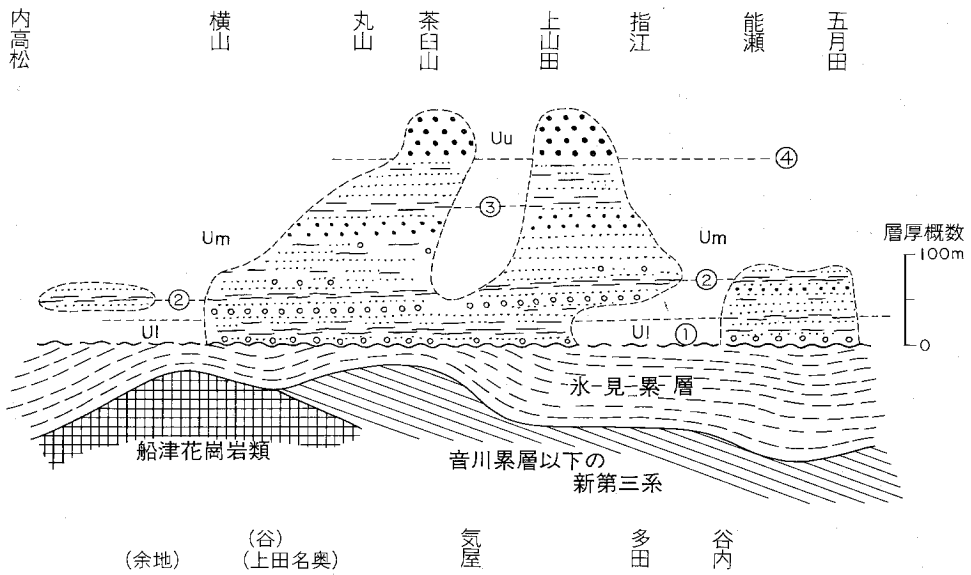 内高松
横山
丸山
茶臼山
上山田
指江
能瀬
五月田
Uu
④
③
Um
Um
層厚概数
100m
②
②
Ul
Ul
①
0
氷見累層
船津花崗岩類
音川累層以下の
新第三系
(余地)
(谷)
(上田名奥)
気屋
多田
谷内